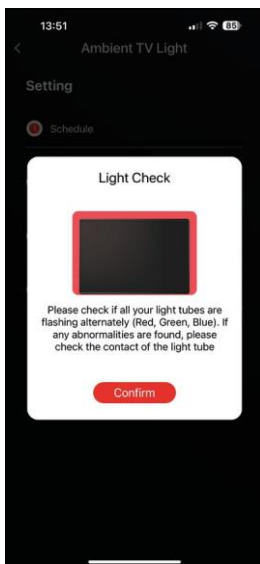 13:51
85
Ambient TV Light
Setting
Schedule
Light Check
Please check if all your light tubes are
flashing alternately (Red, Green, Blue). If
any abnormalities are found, please
check the contact of the light tube
Confirm